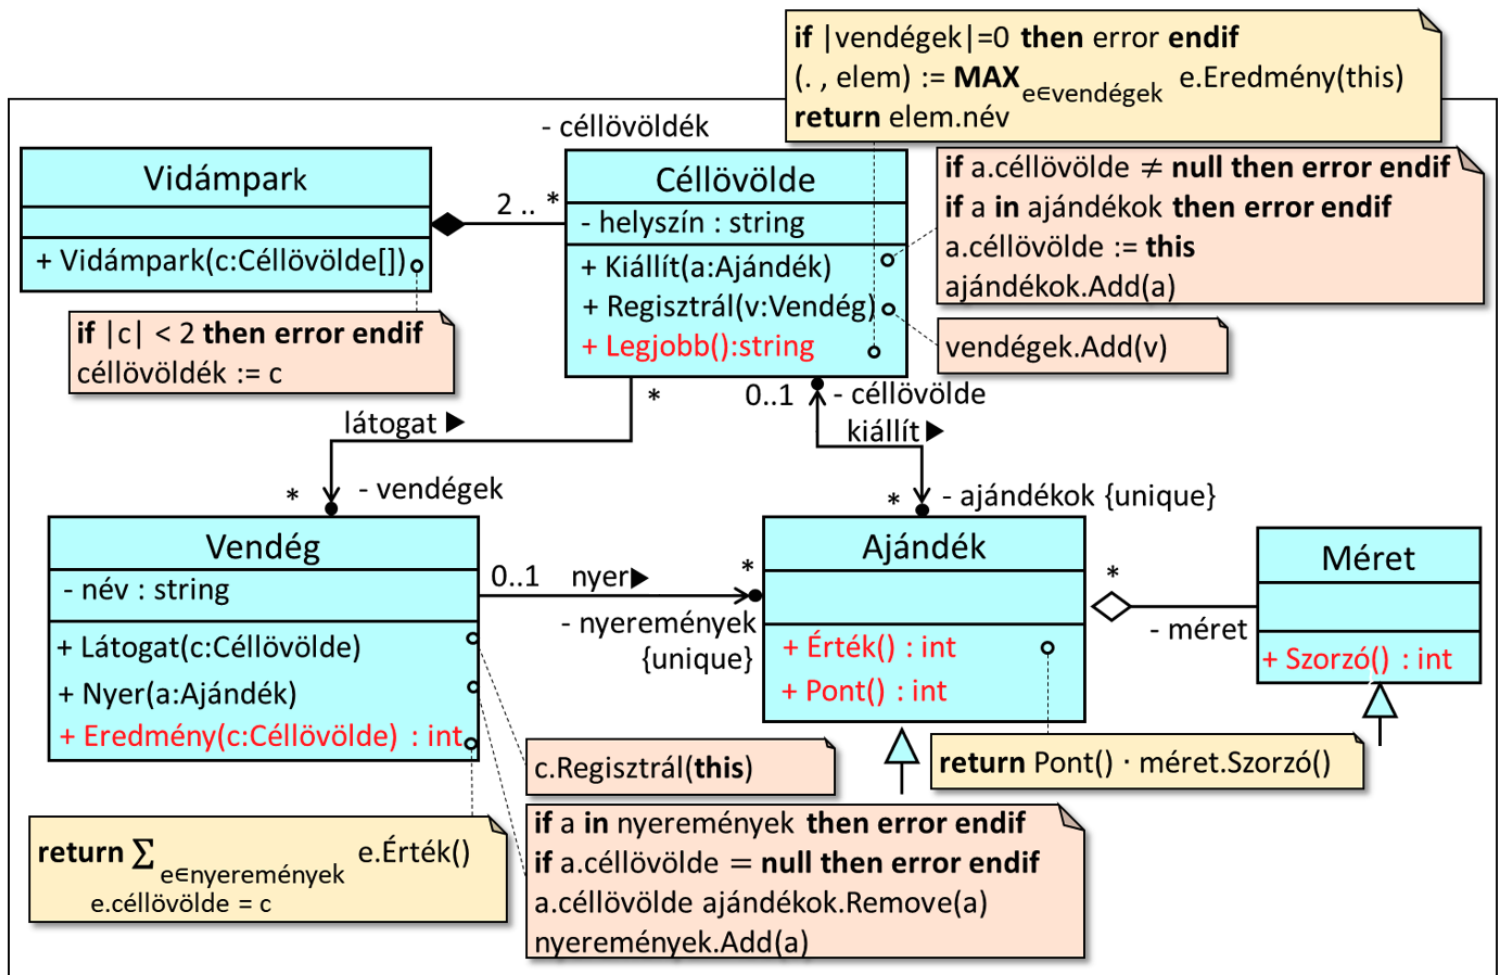 if |vendégek|=0 then error endif
(. , elem) := MAX e∈vendégek e.Eredmény(this)
return elem.név
- céllövöldék
Vidámpark
+ Vidámpark(c:Céllövölde[])
2 .. *
Céllövölde
- helyszín : string
+ Kiállít(a:Ajándék)
+ Regisztrál(v:Vendég)
+ Legjobb():string
if a.céllövölde ≠ null then error endif
if a in ajándékok then error endif
a.céllövölde := this
ajándékok.Add(a)
if |c| < 2 then error endif
céllövöldék := c
vendégek.Add(v)
*
0..1
- céllövölde
látogat ▶
kiállít ▶
*
- vendégek
*
- ajándékok {unique}
Vendég
- név : string
+ Látogat(c:Céllövölde)
+ Nyer(a:Ajándék)
+ Eredmény(c:Céllövölde) : int
0..1
nyer▶
*
- nyeremények
{unique}
Ajándék
+ Érték() : int
+ Pont() : int
*
- méret
Méret
+ Szorzó() : int
c.Regisztrál(this)
return Pont() · méret.Szorzó()
return ∑ e∈nyeremények e.Érték()
e.céllövölde = c
if a in nyeremények then error endif
if a.céllövölde = null then error endif
a.céllövölde ajándékok.Remove(a)
nyeremények.Add(a)